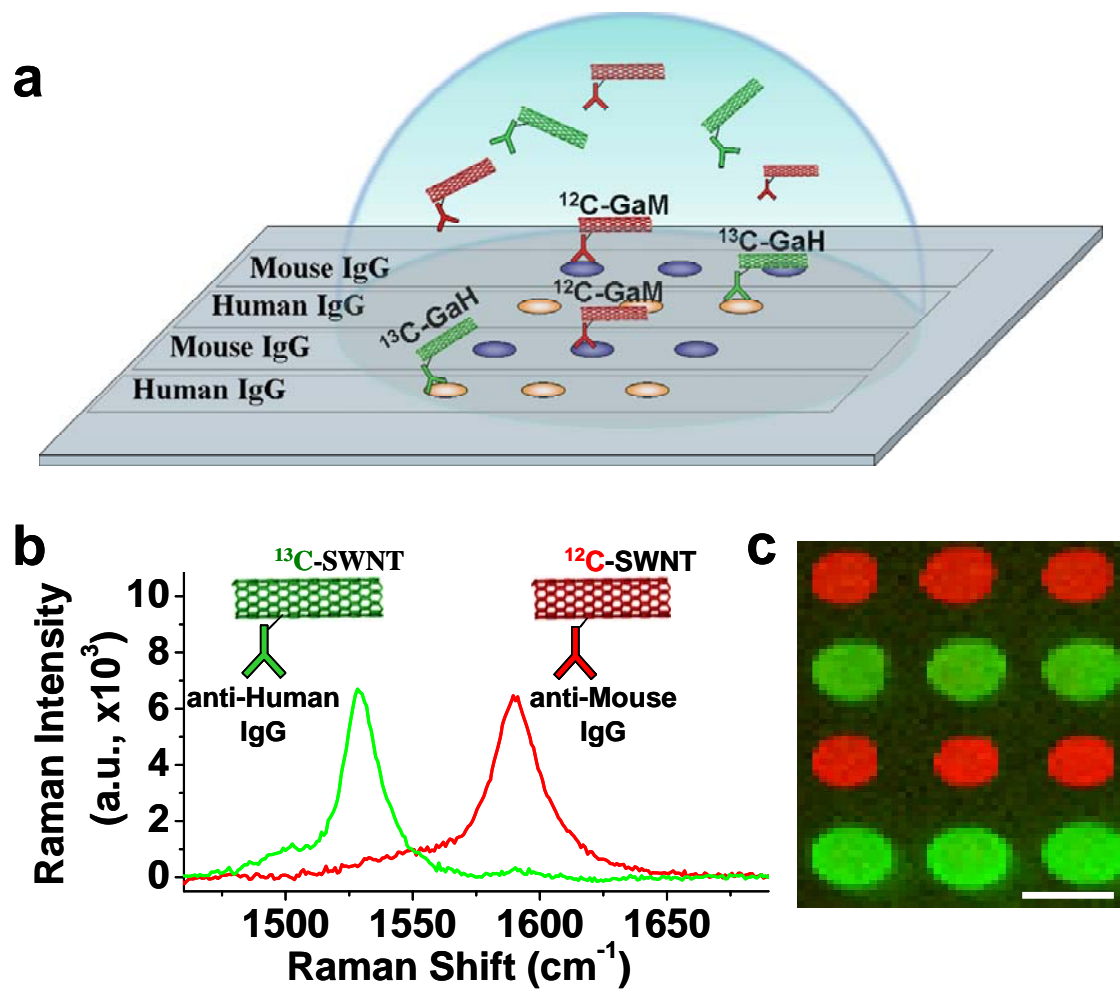 a
¹²C-GaM
¹³C-GaH
Mouse IgG
Human IgG
¹²C-GaM
¹³C-GaH
Mouse IgG
Human IgG
b
¹³C-SWNT
¹²C-SWNT
anti-Human
IgG
anti-Mouse
IgG
10
8
6
4
2
0
Raman Intensity
(a.u., x10³)
1500 1550 1600 1650
Raman Shift (cm⁻¹)
c